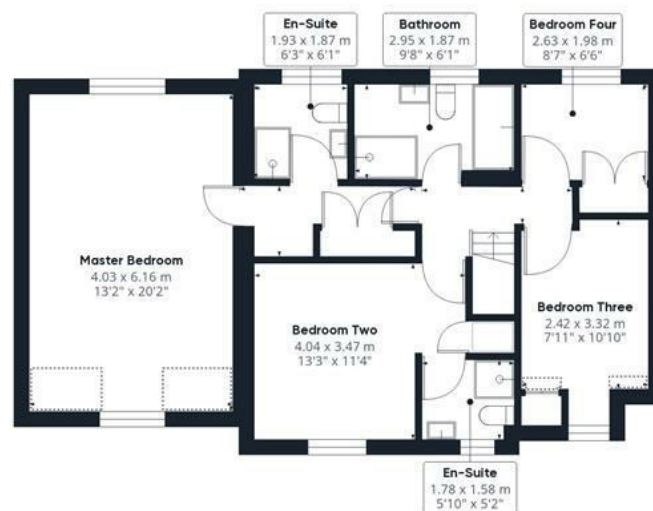 En-Suite
1.93 x 1.87 m
6'3" x 6'1"
Bathroom
2.95 x 1.87 m
9'8" x 6'1"
Bedroom Four
2.63 x 1.98 m
8'7" x 6'6"
Master Bedroom
4.03 x 6.16 m
13'2" x 20'2"
Bedroom Two
4.04 x 3.47 m
13'3" x 11'4"
Bedroom Three
2.42 x 3.32 m
7'11" x 10'10"
En-Suite
1.78 x 1.58 m
5'10" x 5'2"